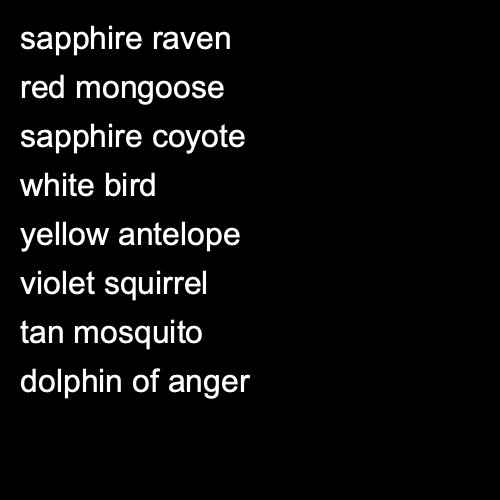 sapphire raven
red mongoose
sapphire coyote
white bird
yellow antelope
violet squirrel
tan mosquito
dolphin of anger